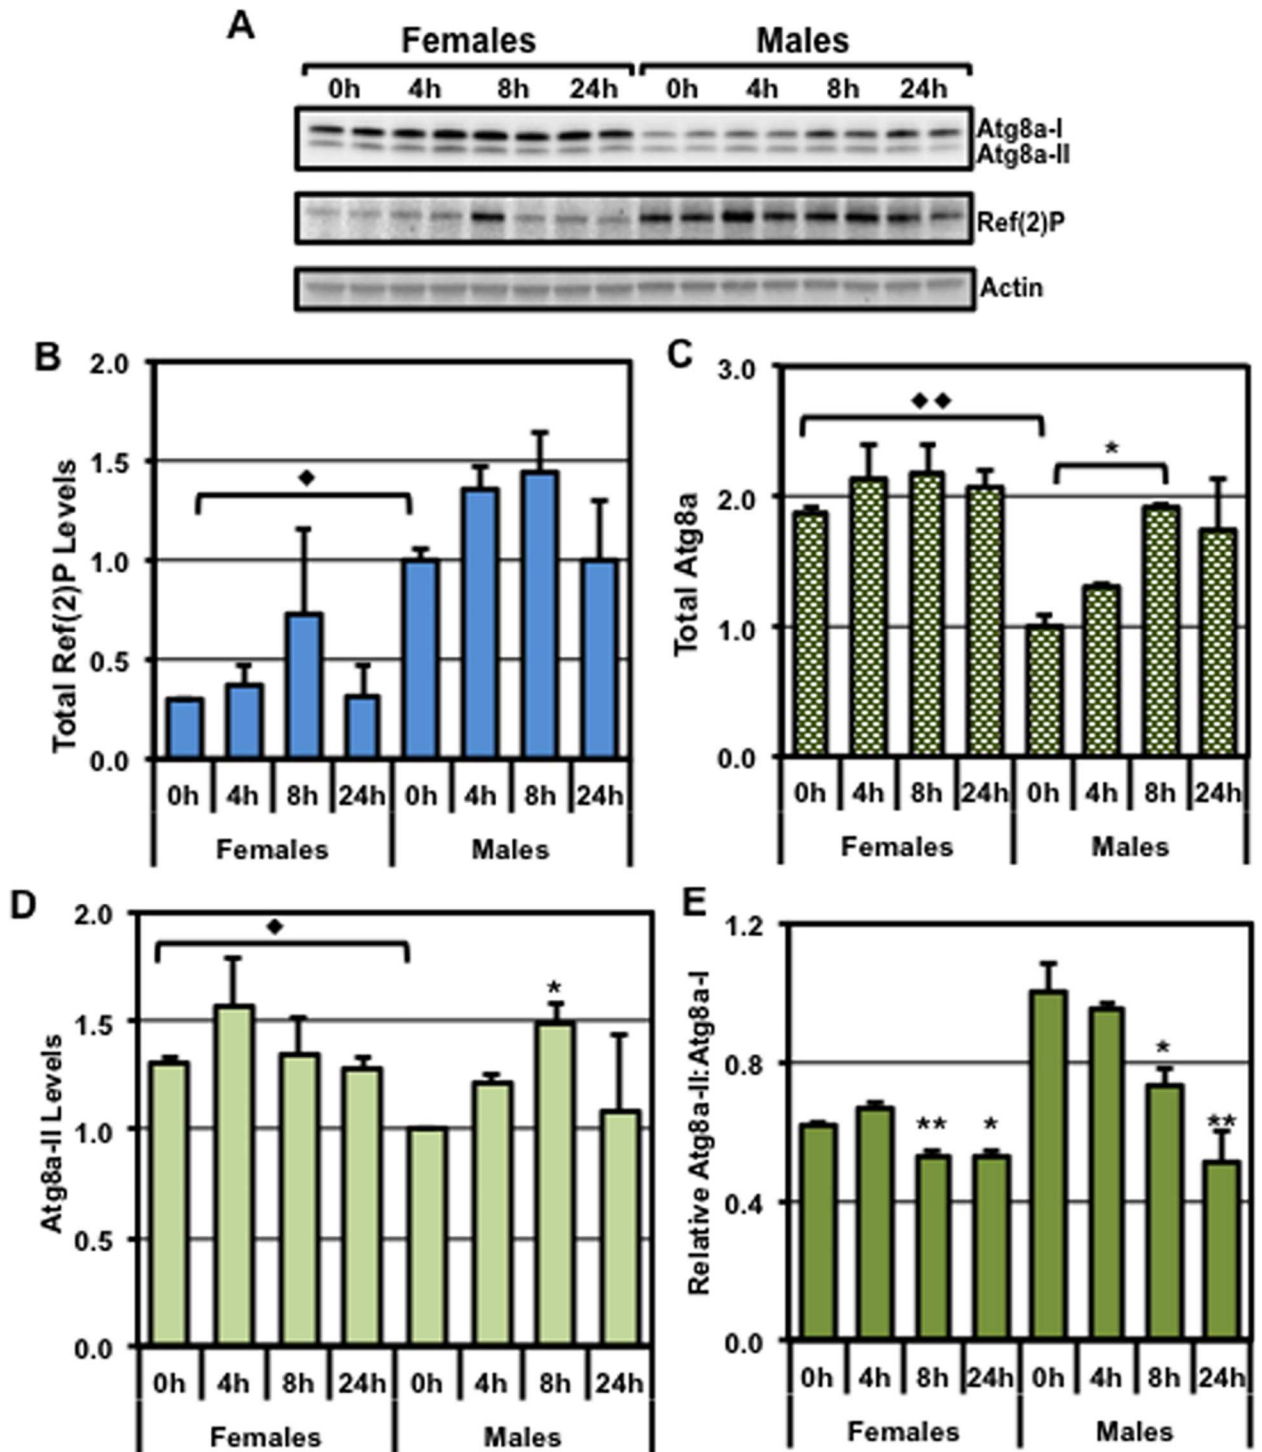 A
Females Males
0h 4h 8h 24h 0h 4h 8h 24h
Atg8a-I
Atg8a-II
Ref(2)P
Actin
B
Total Ref(2)P Levels
2.0
1.5
1.0
0.5
0.0
◆
0h 4h 8h 24h 0h 4h 8h 24h
Females Males
C
Total Atg8a
3.0
2.0
1.0
0.0
◆◆
*
0h 4h 8h 24h 0h 4h 8h 24h
Females Males
D
Atg8a-II Levels
2.0
1.5
1.0
0.5
0.0
◆
*
0h 4h 8h 24h 0h 4h 8h 24h
Females Males
E
Relative Atg8a-II: Atg8a-I
1.2
0.8
0.4
0.0
** * * **
0h 4h 8h 24h 0h 4h 8h 24h
Females Males